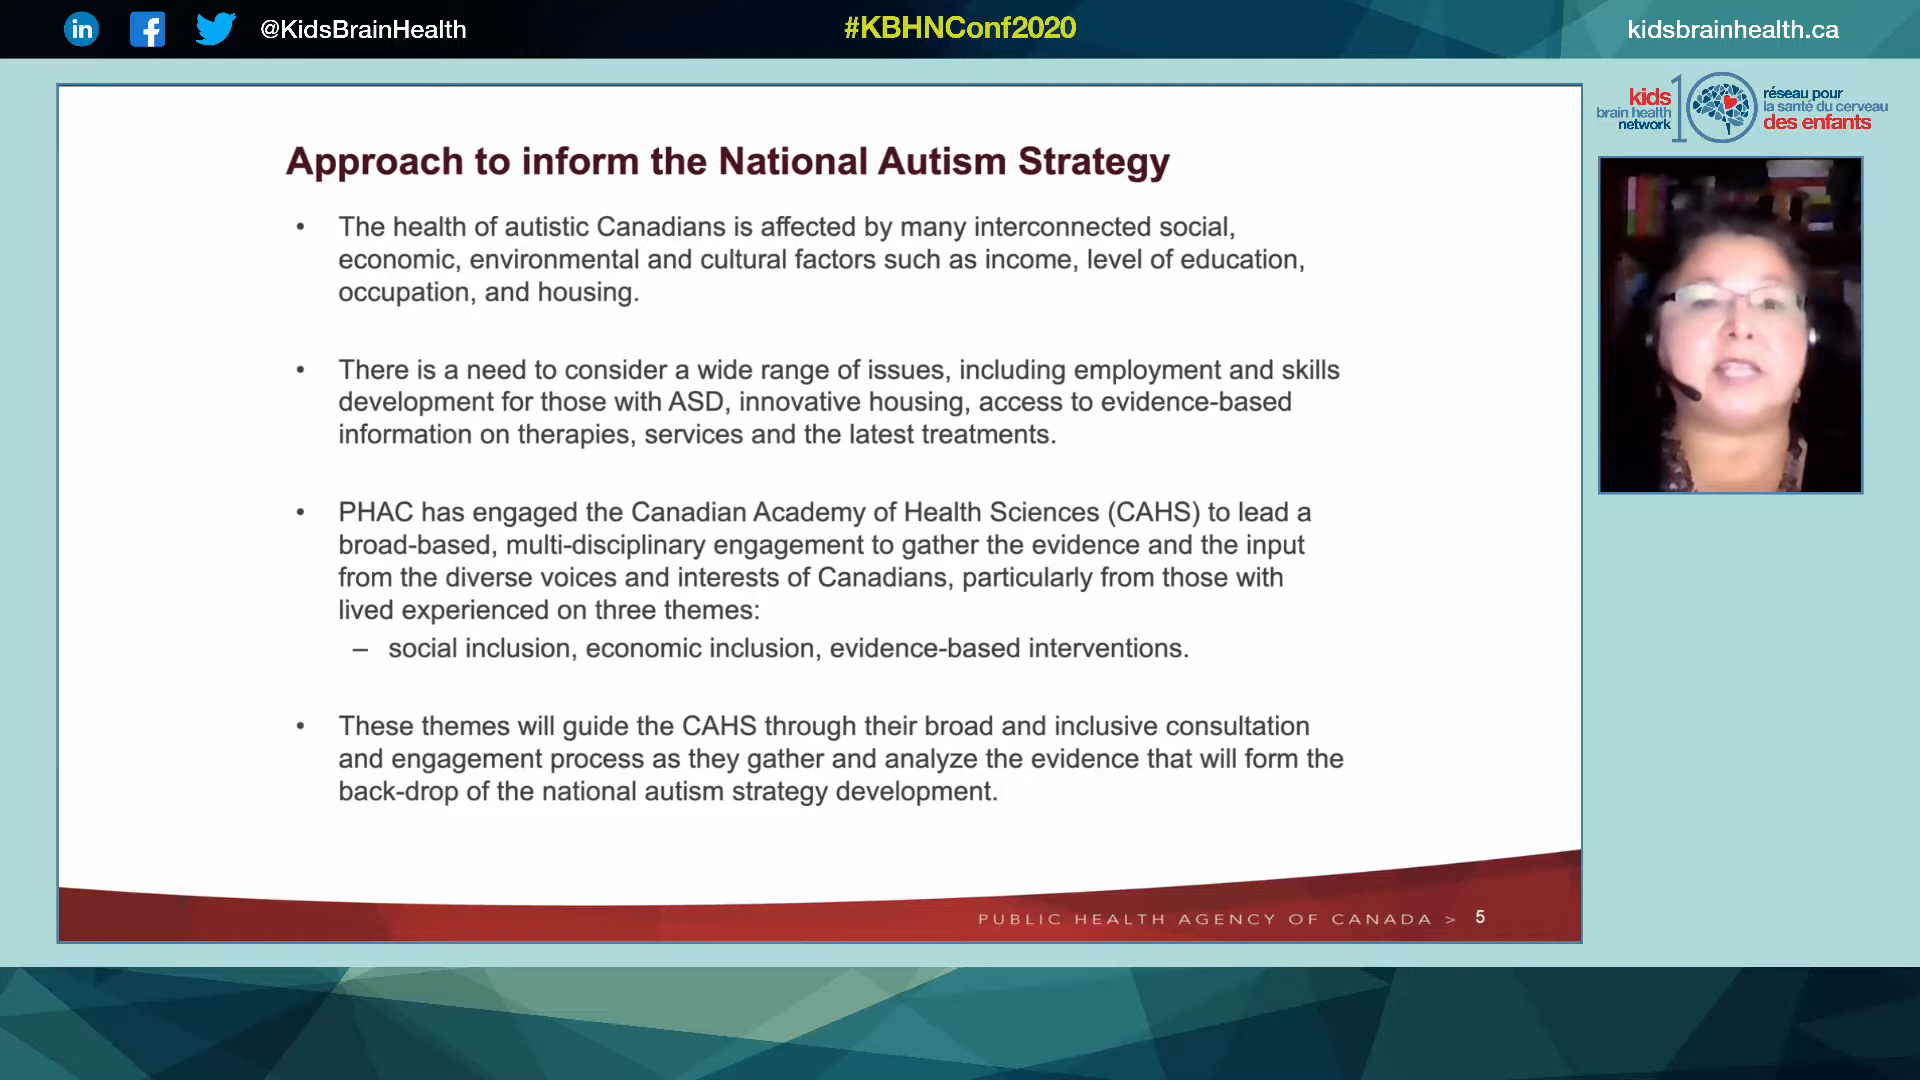 in
@KidsBrainHealth
#KBHNConf2020
kidsbrainhealth.ca
kids
brain health
network
10
réseau pour
la santé du cerveau
des enfants
Approach to inform the National Autism Strategy
• The health of autistic Canadians is affected by many interconnected social,
economic, environmental and cultural factors such as income, level of education,
occupation, and housing.
• There is a need to consider a wide range of issues, including employment and skills
development for those with ASD, innovative housing, access to evidence-based
information on therapies, services and the latest treatments.
• PHAC has engaged the Canadian Academy of Health Sciences (CAHS) to lead a
broad-based, multi-disciplinary engagement to gather the evidence and the input
from the diverse voices and interests of Canadians, particularly from those with
lived experienced on three themes:
– social inclusion, economic inclusion, evidence-based interventions.
• These themes will guide the CAHS through their broad and inclusive consultation
and engagement process as they gather and analyze the evidence that will form the
back-drop of the national autism strategy development.
PUBLIC HEALTH AGENCY OF CANADA > 5